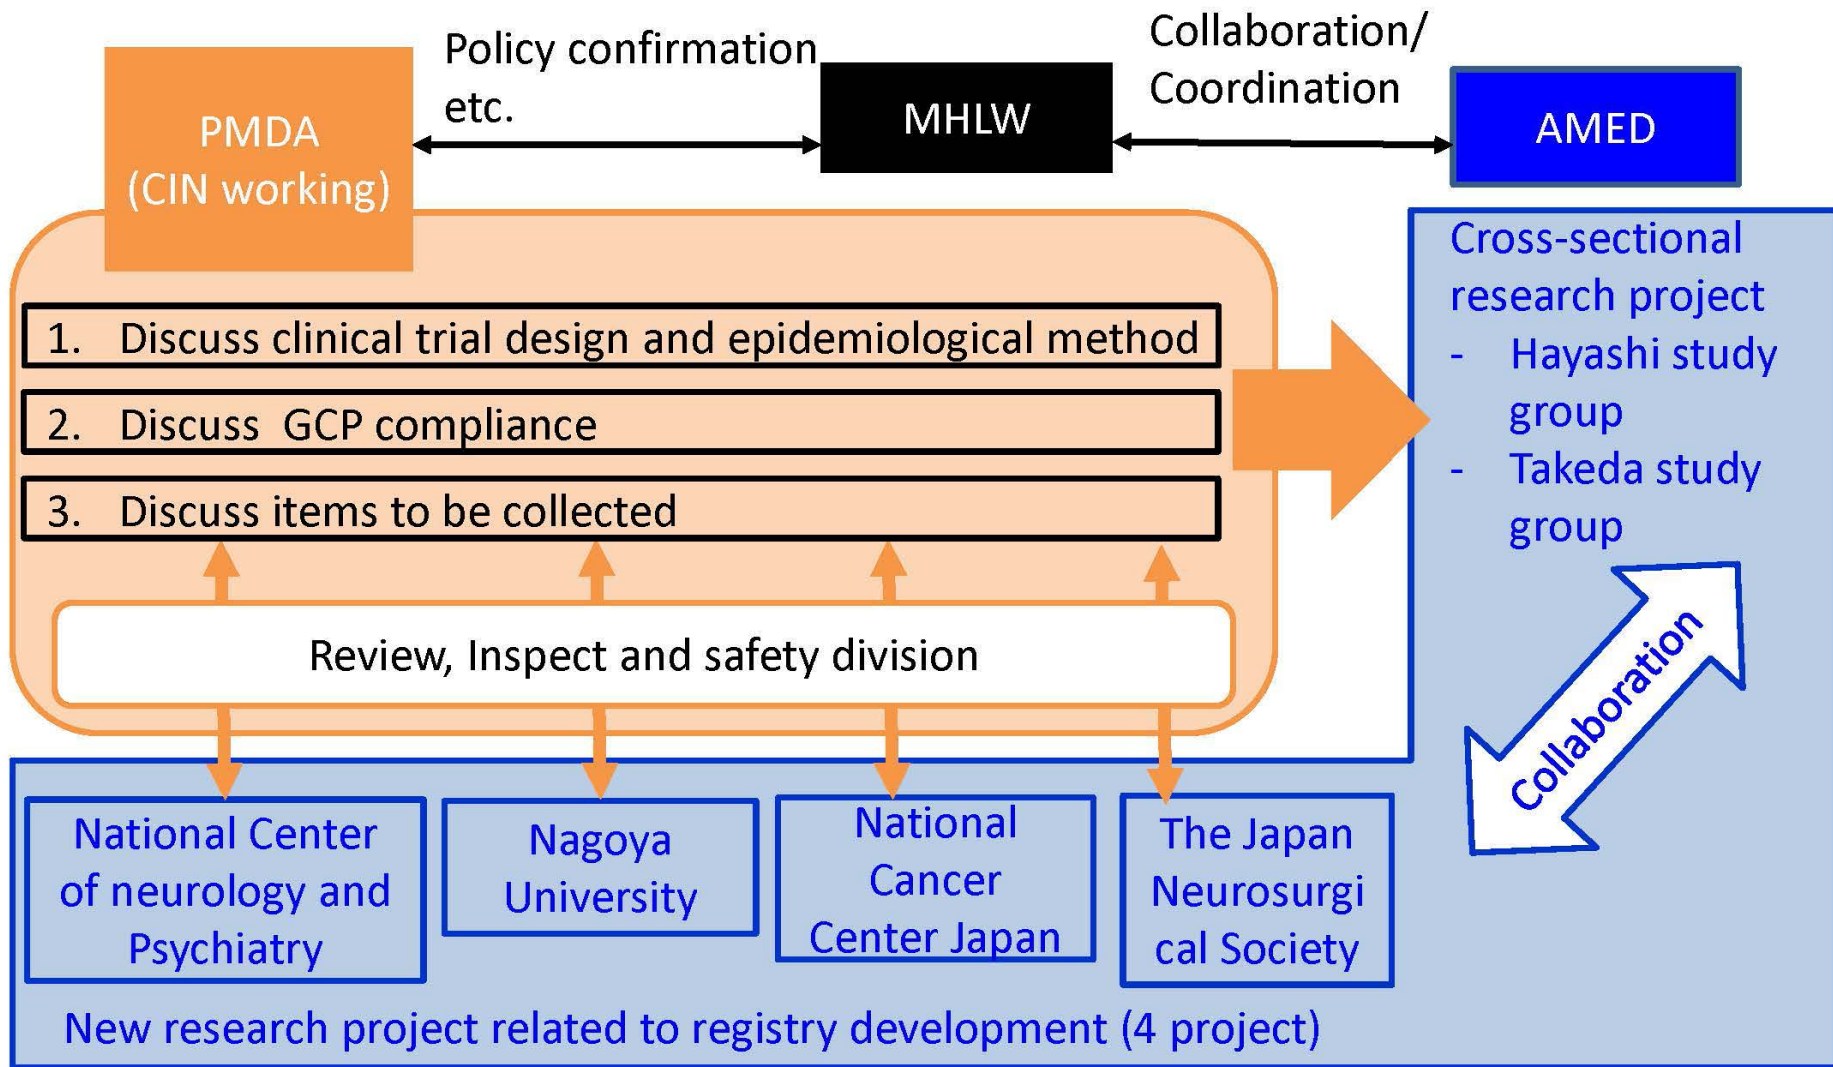 PMDA
(CIN working)
Policy confirmation
etc.
MHLW
Collaboration/
Coordination
AMED
1. Discuss clinical trial design and epidemiological method
2. Discuss GCP compliance
3. Discuss items to be collected
Review, Inspect and safety division
Cross-sectional
research project
- Hayashi study
group
- Takeda study
group
Collaboration
National Center
of neurology and
Psychiatry
Nagoya
University
National
Cancer
Center Japan
The Japan
Neurosurgi
cal Society
New research project related to registry development (4 project)